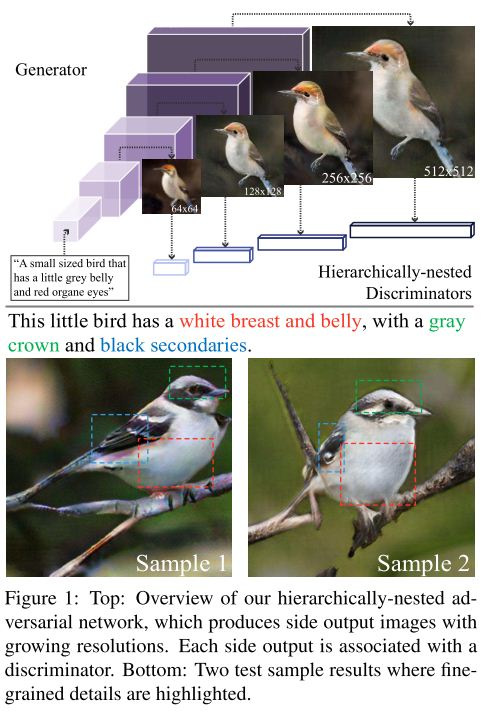 Generator
64x64
128x128
256x256
512x512
“A small sized bird that
has a little grey belly
and red organe eyes”
Hierarchically-nested
Discriminators
This little bird has a white breast and belly, with a gray
crown and black secondaries.
Sample 1
Sample 2
Figure 1: Top: Overview of our hierarchically-nested ad-
versarial network, which produces side output images with
growing resolutions. Each side output is associated with a
discriminator. Bottom: Two test sample results where fine-
grained details are highlighted.